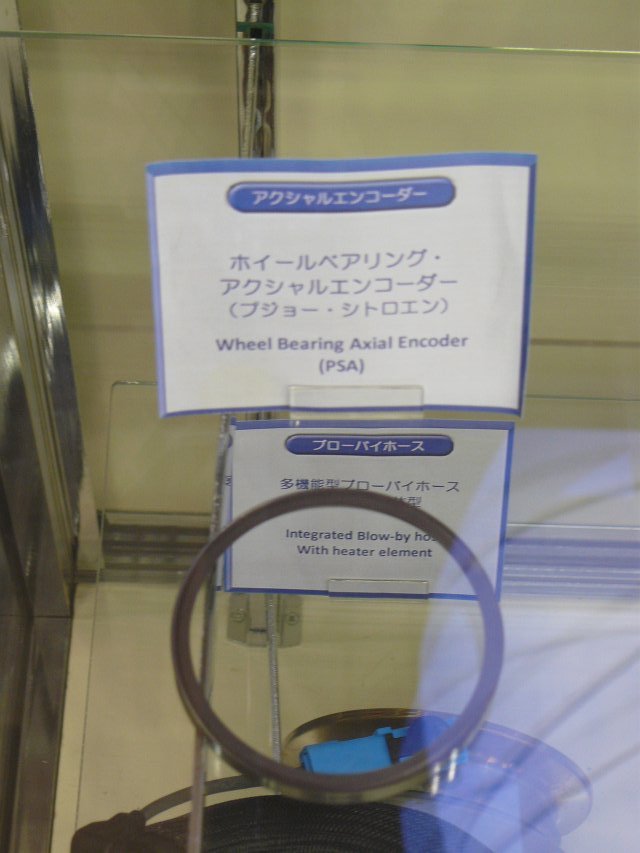 アクシャルエンコーダー
ホイールベアリング・
アクシャルエンコーダー
（プジョー・シトロエン）
Wheel Bearing Axial Encoder
(PSA)
ブローバイホース
多機能型ブローバイホース
型
Integrated Blow-by
With heater element